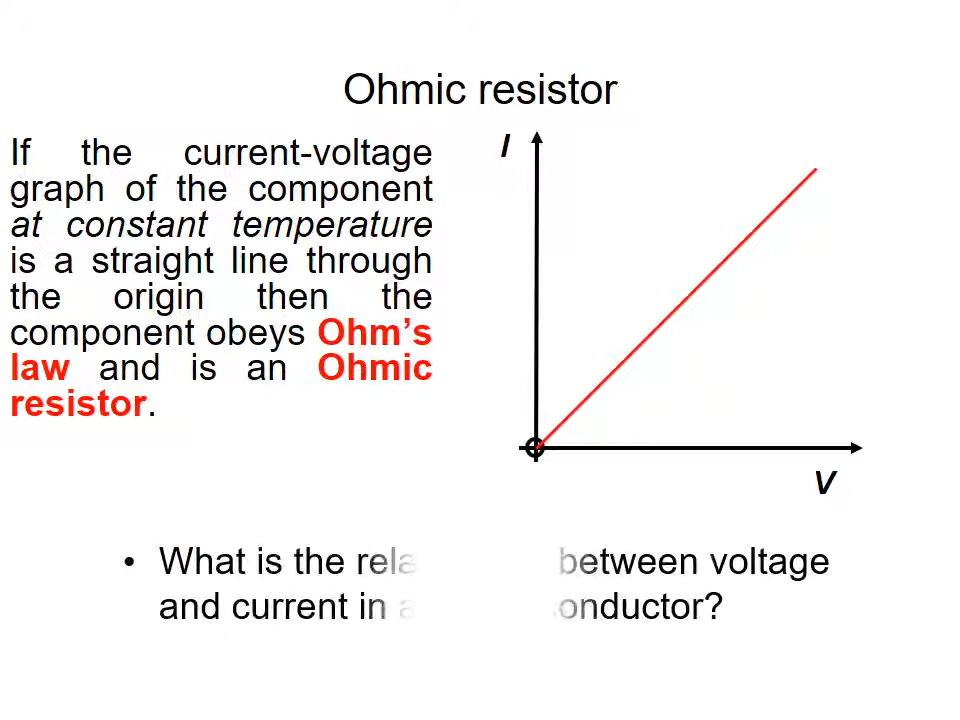 Ohmic resistor
If the current-voltage
graph of the component
at constant temperature
is a straight line through
the origin then the
component obeys Ohm's
law and is an Ohmic
resistor.
I
V
• What is the between voltage
and current in